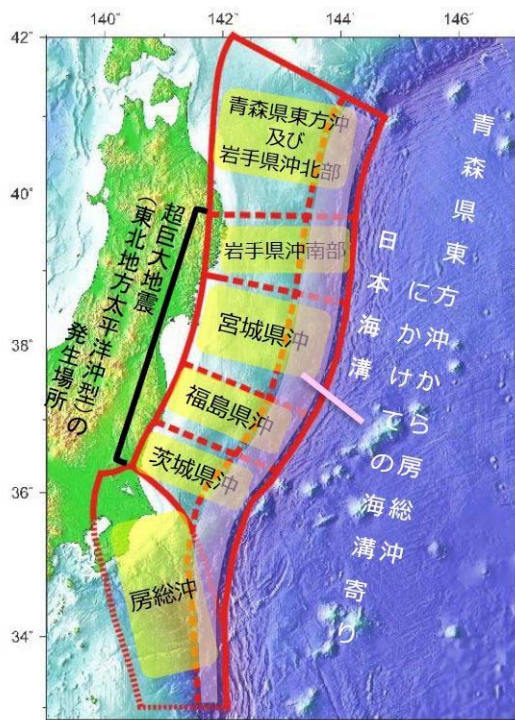 140°
142°
144°
146°
42°
40°
38°
36°
34°
青森県東方沖
及び
岩手県沖北部
岩手県沖南部
宮城県沖
福島県沖
茨城県沖
房総沖
超巨大地震
(東北地方太平洋沖型)の
発生場所
日本海溝
青森県東方沖から房総沖
にかけての海溝寄り